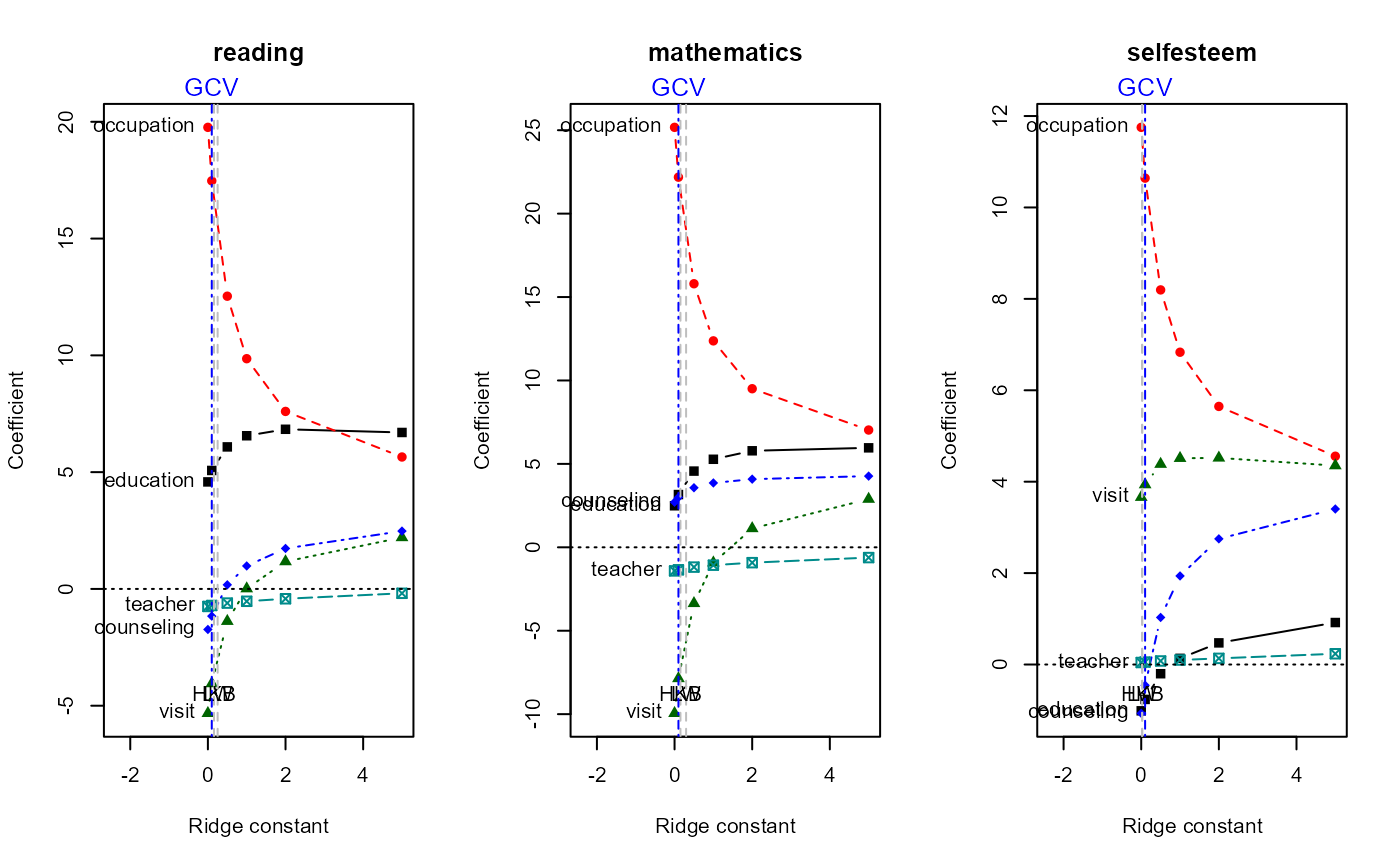 reading
GCV
Coefficient
20
15
10
5
0
-5
occupation
education
teacher
counseling
visit
-2
0
2
4
Ridge constant
mathematics
GCV
Coefficient
25
20
15
10
5
0
-5
-10
occupation
counseling
education
teacher
visit
-2
0
2
4
Ridge constant
selfesteem
GCV
Coefficient
12
10
8
6
4
2
0
occupation
visit
teacher
education
counseling
-2
0
2
4
Ridge constant